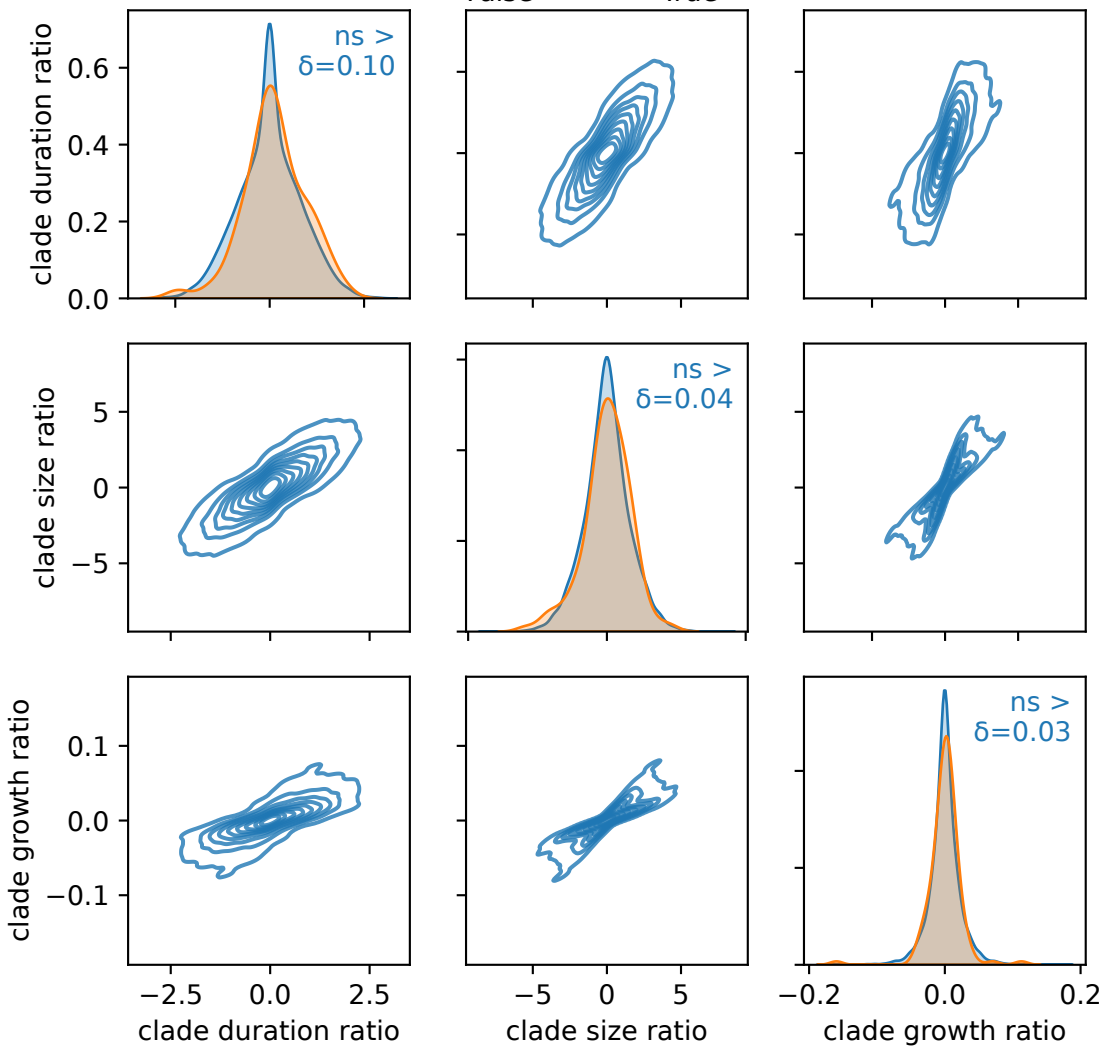 clade duration ratio
0.6
0.4
0.2
0.0
ns >
δ=0.10
clade size ratio
5
0
−5
ns >
δ=0.04
clade growth ratio
0.1
0.0
−0.1
ns >
δ=0.03
−2.5
0.0
2.5
−5
0
5
−0.2
0.0
0.2
clade duration ratio
clade size ratio
clade growth ratio